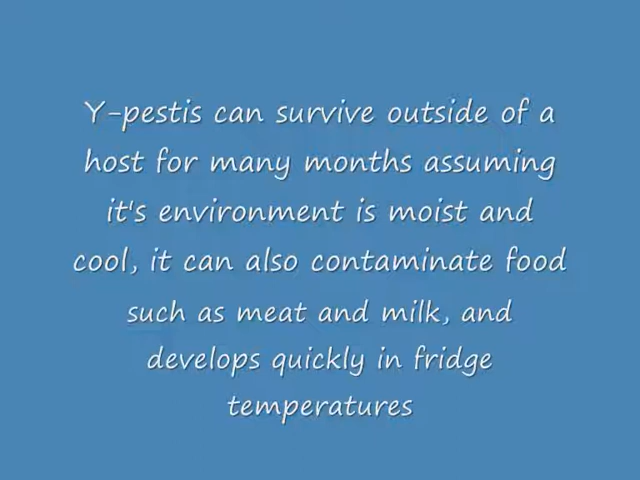 Y-pestis can survive outside of a
host for many months assuming
it's environment is moist and
cool, it can also contaminate food
such as meat and milk, and
develops quickly in fridge
temperatures